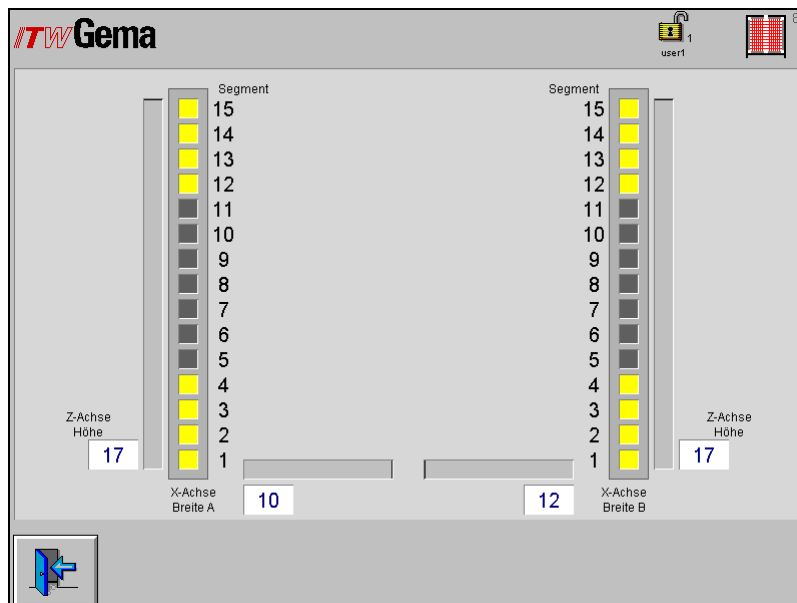 ITW Gema
1
user1
Segment
15
14
13
12
11
10
9
8
7
6
5
4
3
2
1
Z-Achse
Höhe
17
X-Achse
Breite A
10
Segment
15
14
13
12
11
10
9
8
7
6
5
4
3
2
1
12
X-Achse
Breite B
Z-Achse
Höhe
17